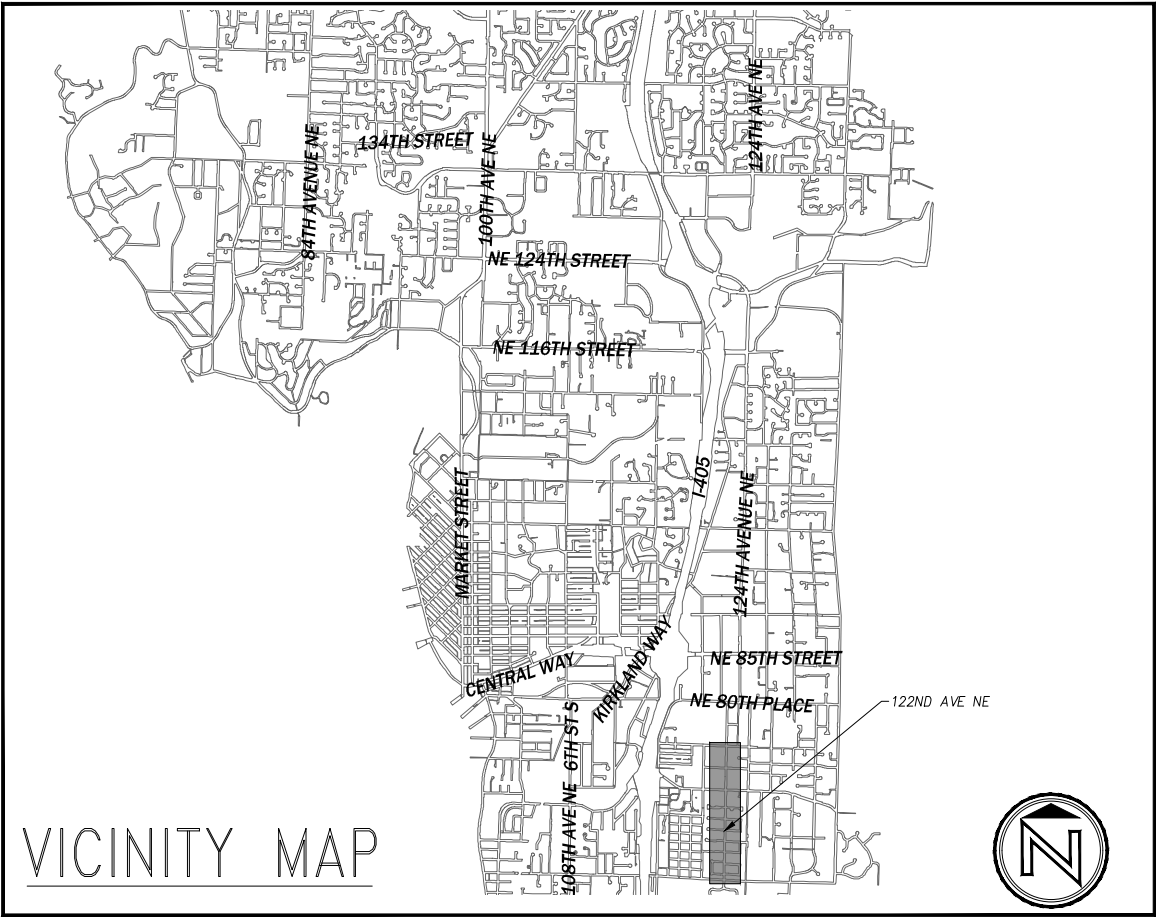 124TH AVE NE
134TH STREET
84TH AVENUE NE
100TH AVE NE
NE 124TH STREET
NE 116TH STREET
I-405
MARKET STREET
124TH AVENUE NE
KIRKLAND WAY
NE 85TH STREET
CENTRAL WAY
NE 80TH PLACE
122ND AVE NE
6TH ST S
108TH AVE NE
VICINITY MAP
N